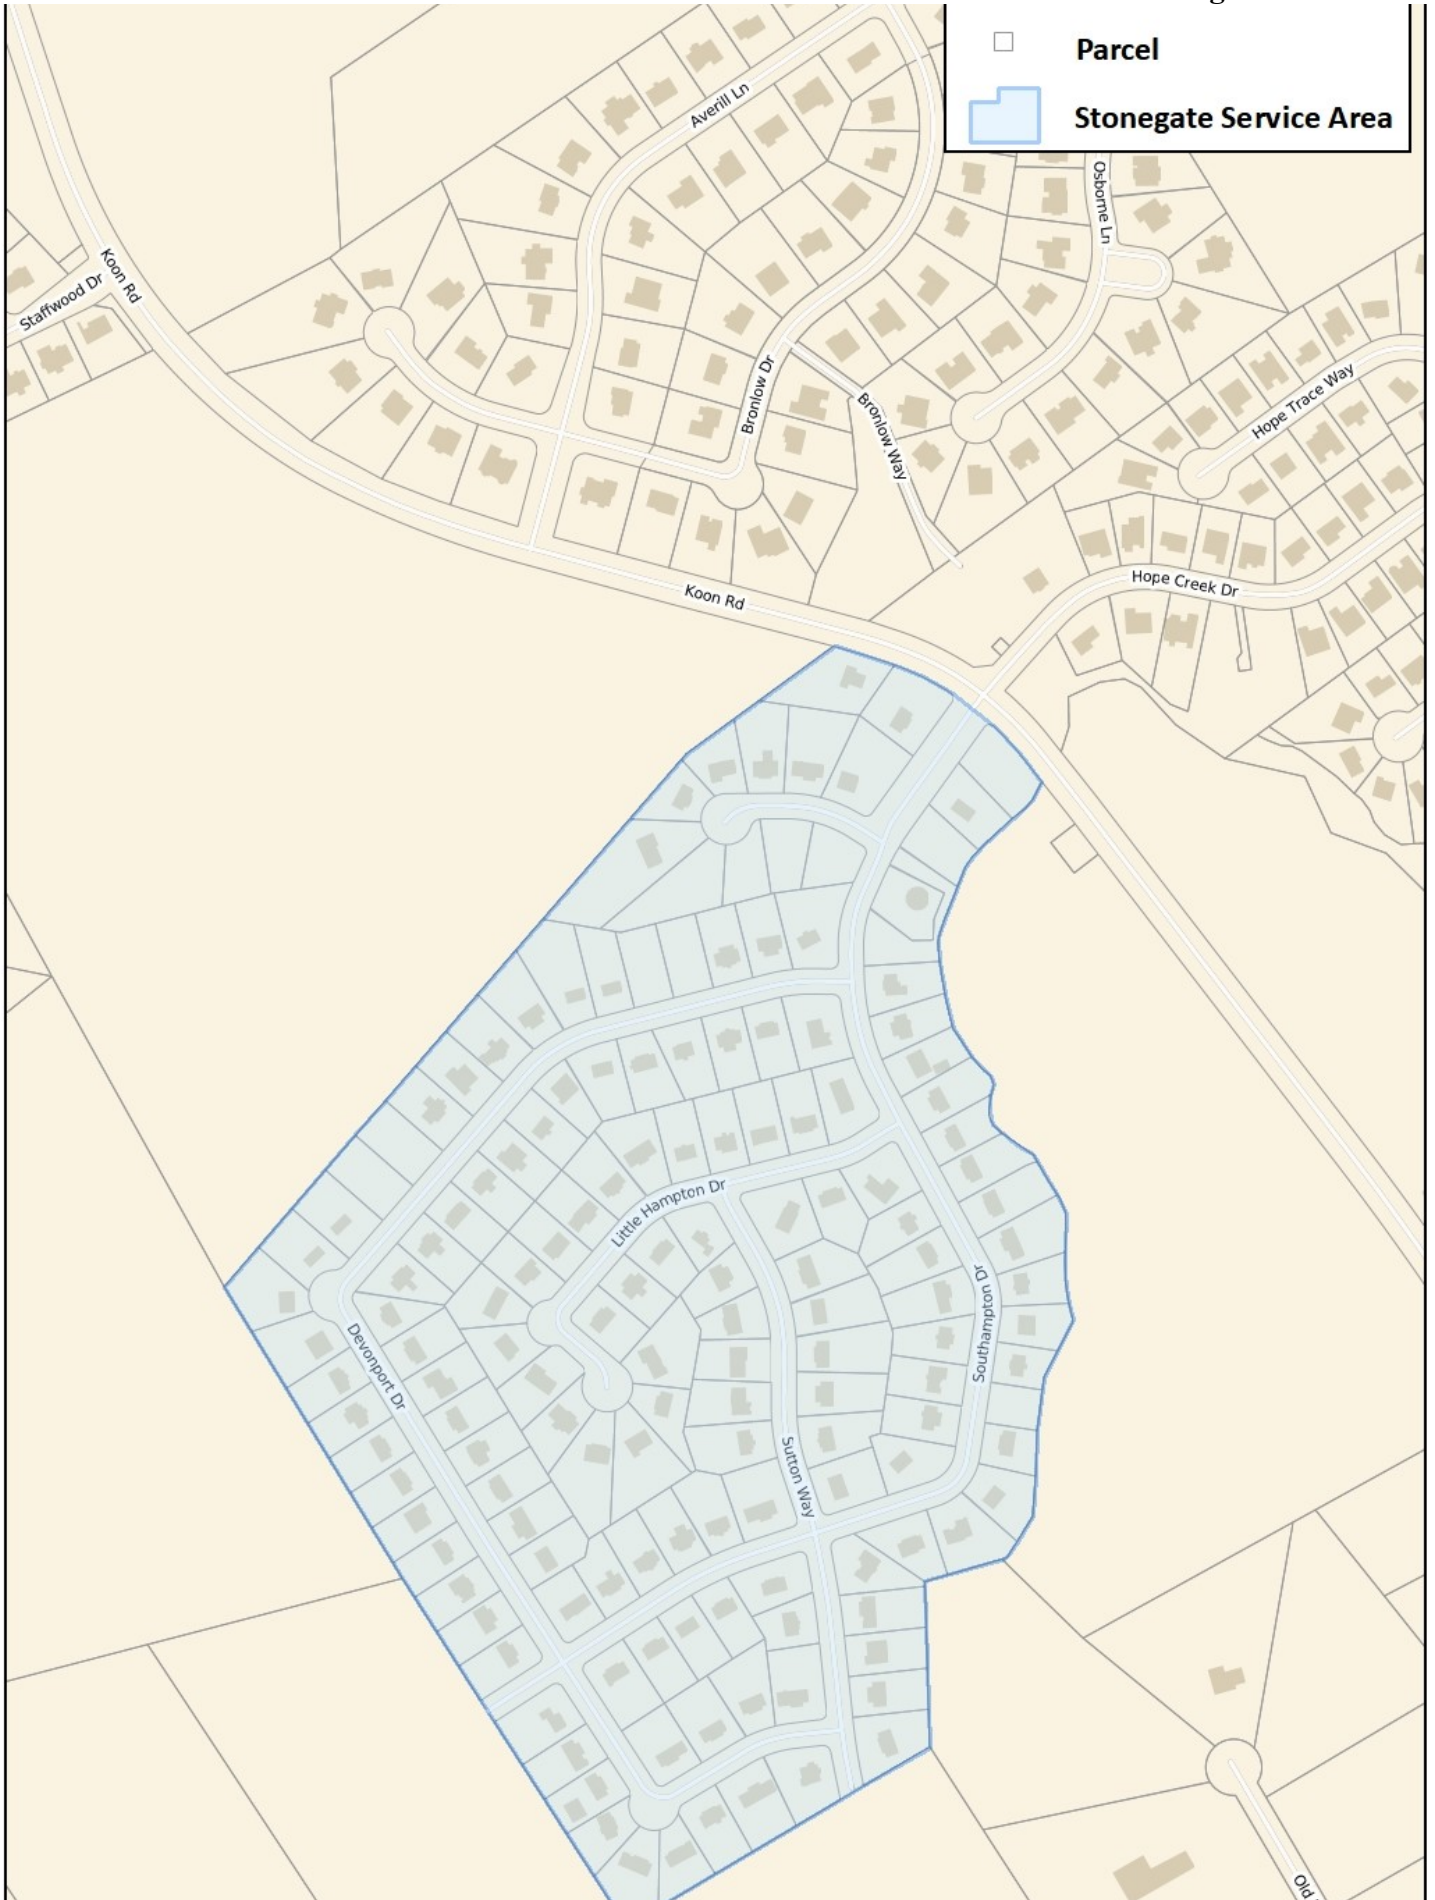 Parcel
Stonegate Service Area
Averill Ln
Osborne Ln
Koon Rd
Staffwood Dr
Bronlow Dr
Bronlow Way
Hope Trace Way
Hope Creek Dr
Koon Rd
Little Hampton Dr
Southampton Dr
Devonport Dr
Sutton Way
Old